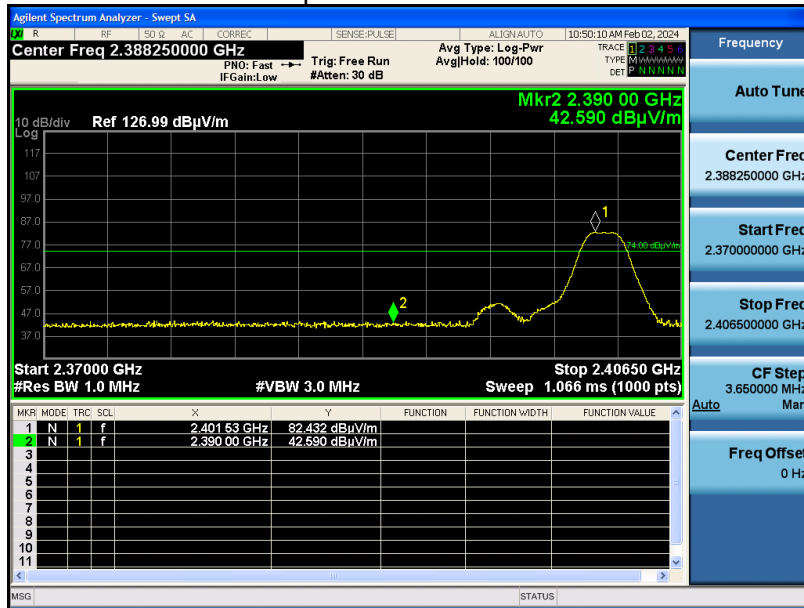 Agilent Spectrum Analyzer - Swept SA
LXI R RF 50 Ω AC CORREC SENSE:PULSE ALIGN AUTO 10:50:10 AM Feb 02, 2024
Center Freq 2.388250000 GHz
PNO: Fast
IFGain:Low
Trig: Free Run
#Atten: 30 dB
Avg Type: Log-Pwr
Avg|Hold: 100/100
TRACE 1 2 3 4 5 6
TYPE M
DET P N N N N N
Mkr2 2.390 00 GHz
42.590 dBµV/m
10 dB/div Ref 126.99 dBµV/m
Log
117
107
97.0
87.0
77.0
67.0
57.0
47.0
37.0
1
74.00 dBµV/m
2
Start 2.37000 GHz Stop 2.40650 GHz
#Res BW 1.0 MHz #VBW 3.0 MHz Sweep 1.066 ms (1000 pts)
MKR MODE TRC SCL X Y FUNCTION FUNCTION WIDTH FUNCTION VALUE
1 N 1 f 2.401 53 GHz 82.432 dBµV/m
2 N 1 f 2.390 00 GHz 42.590 dBµV/m
3
4
5
6
7
8
9
10
11
MSG STATUS
Frequency
Auto Tune
Center Freq
2.388250000 GHz
Start Freq
2.370000000 GHz
Stop Freq
2.406500000 GHz
CF Step
3.650000 MHz
Auto Man
Freq Offset
0 Hz